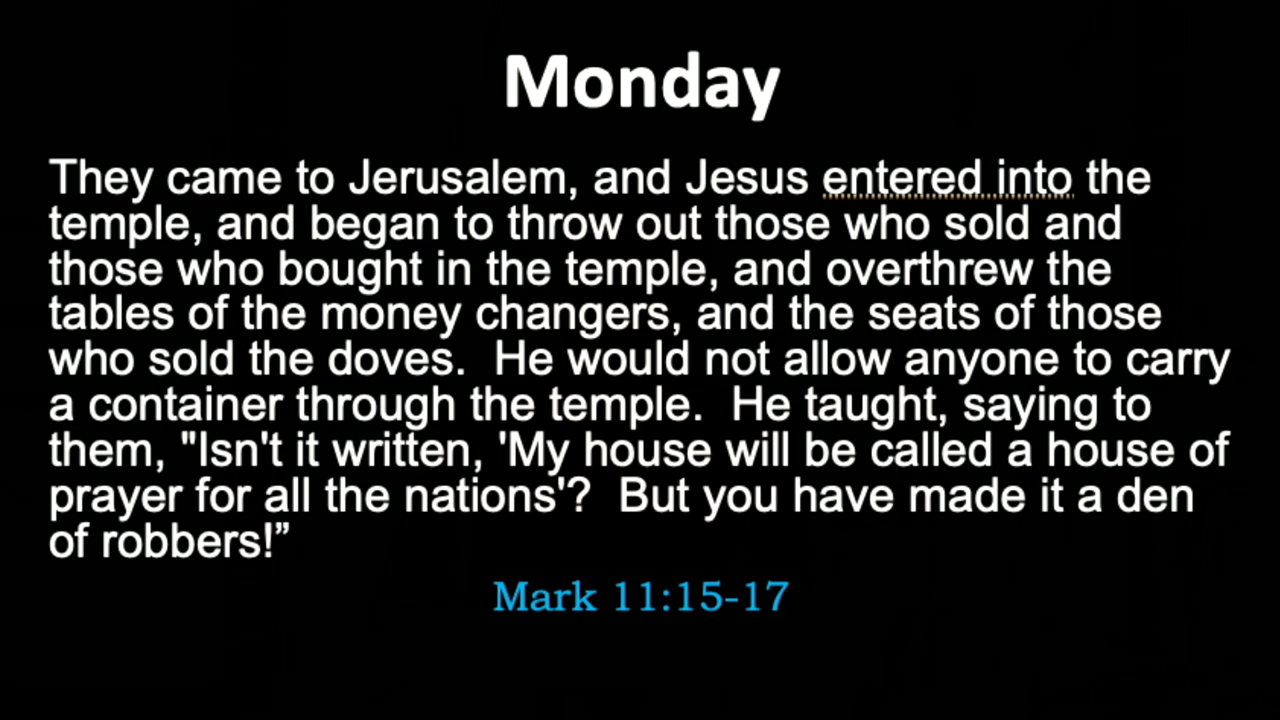 Monday
They came to Jerusalem, and Jesus entered into the
temple, and began to throw out those who sold and
those who bought in the temple, and overthrew the
tables of the money changers, and the seats of those
who sold the doves.  He would not allow anyone to carry
a container through the temple.  He taught, saying to
them, "Isn't it written, 'My house will be called a house of
prayer for all the nations'?  But you have made it a den
of robbers!”
Mark 11:15-17